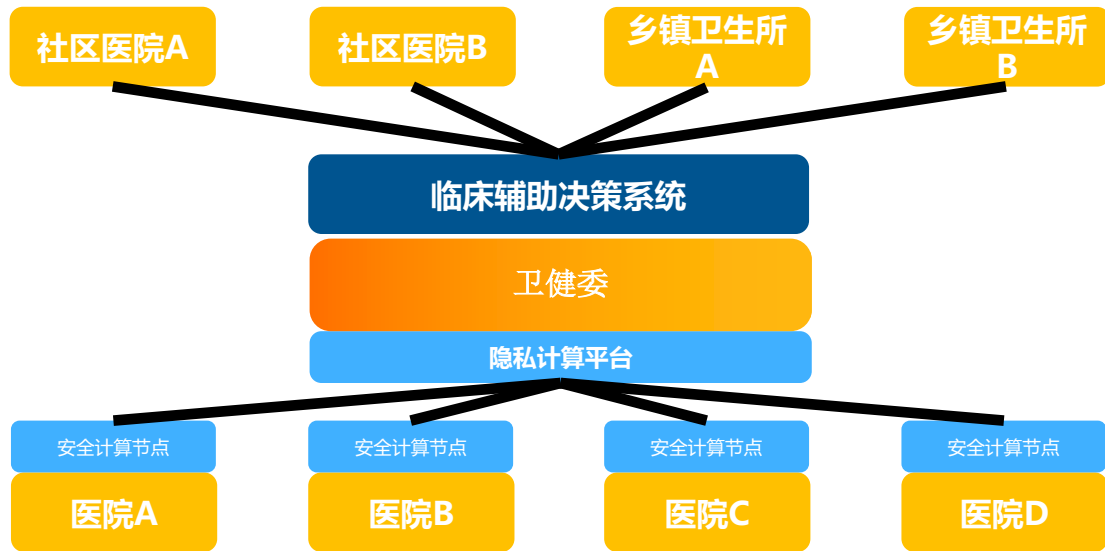 社区医院A
社区医院B
乡镇卫生所
A
乡镇卫生所
B
临床辅助决策系统
卫健委
隐私计算平台
安全计算节点
安全计算节点
安全计算节点
安全计算节点
医院A
医院B
医院C
医院D